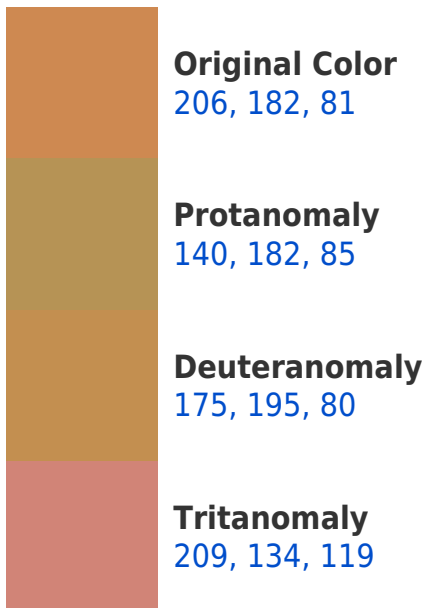 Original Color
206, 182, 81
Protanomaly
140, 182, 85
Deuteranomaly
175, 195, 80
Tritanomaly
209, 134, 119